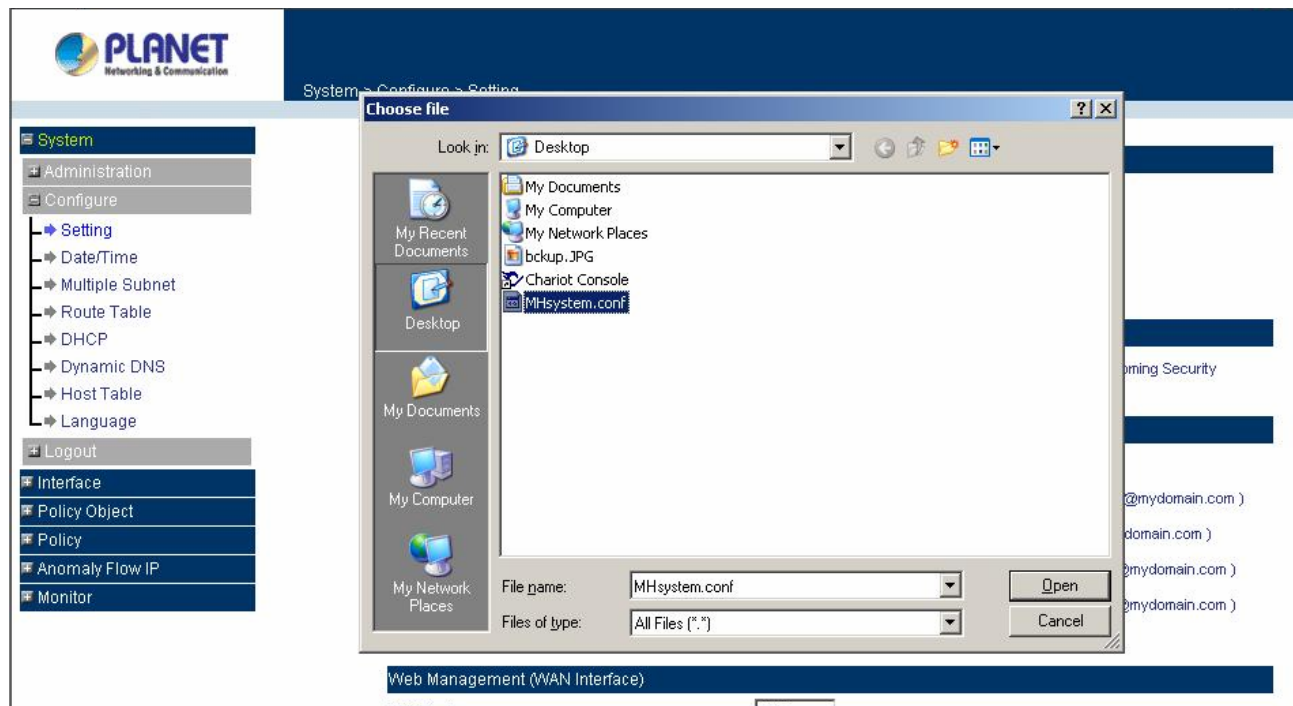 PLANET
Networking & Communication
System > Configure > Setting
System
Administration
Configure
Setting
Date/Time
Multiple Subnet
Route Table
DHCP
Dynamic DNS
Host Table
Language
Logout
Interface
Policy Object
Policy
Anomaly Flow IP
Monitor
Choose file
Look in:
Desktop
My Recent
Documents
Desktop
My Documents
My Computer
My Network
Places
My Documents
My Computer
My Network Places
bckup.JPG
Chariot Console
MHsystem.conf
File name:
MHsystem.conf
Open
Files of type:
All Files (*.*)
Cancel
Security
@mydomain.com )
domain.com )
@mydomain.com )
@mydomain.com )
Web Management (WAN Interface)